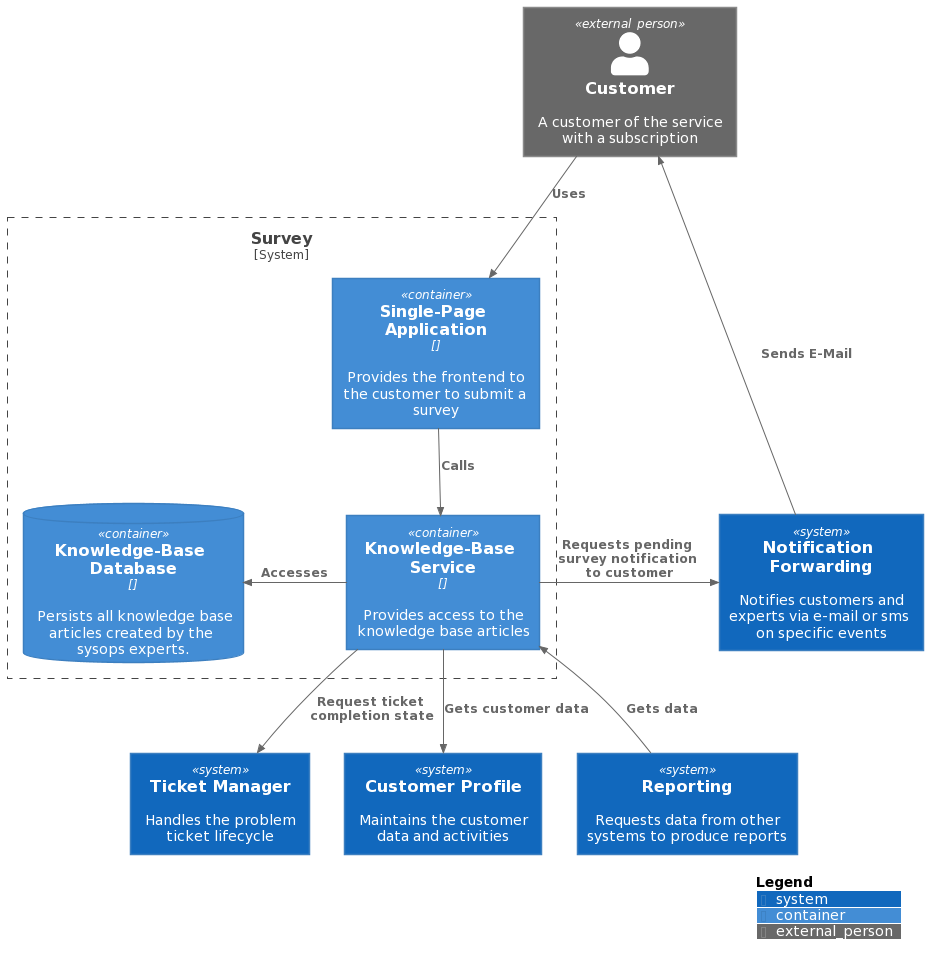 «external_person»
Customer
A customer of the service
with a subscription
Uses
Survey
[System]
«container»
Single-Page
Application
[]
Provides the frontend to
the customer to submit a
survey
Sends E-Mail
Calls
«container»
Knowledge-Base
Database
[]
Persists all knowledge base
articles created by the
sysops experts.
Accesses
«container»
Knowledge-Base
Service
[]
Provides access to the
knowledge base articles
Requests pending
survey notification
to customer
«system»
Notification
Forwarding
Notifies customers and
experts via e-mail or sms
on specific events
Request ticket
completion state
Gets customer data
Gets data
«system»
Ticket Manager
Handles the problem
ticket lifecycle
«system»
Customer Profile
Maintains the customer
data and activities
«system»
Reporting
Requests data from other
systems to produce reports
Legend
system
container
external_person